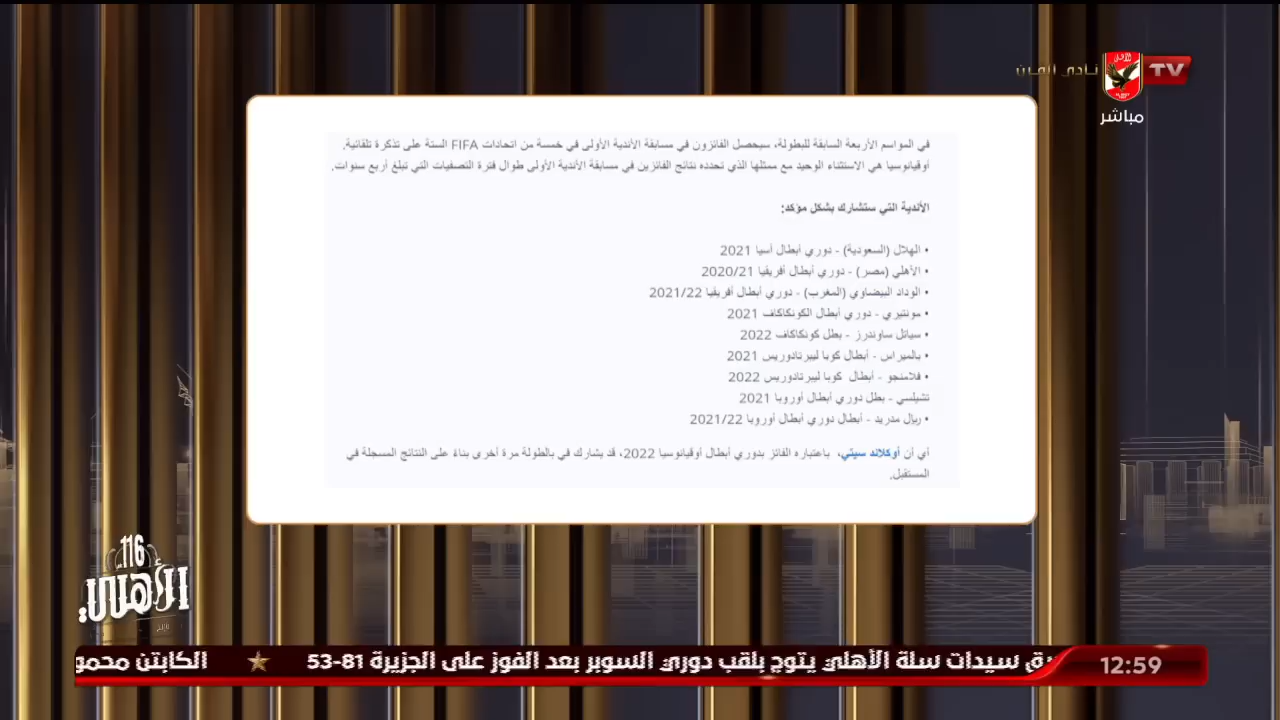 نادي القرن
TV
مباشر
في المواسم الأربعة السابقة للبطولة، سيحصل الفائزون في مسابقة الأندية الأولى في خمسة من اتحادات FIFA الستة على تذكرة تلقائية.
أوقيانوسيا هي الاستثناء الوحيد مع ممثلها الذي تحدده نتائج الفائزين في مسابقة الأندية الأولى طوال فترة التصفيات التي تبلغ أربع سنوات.
الأندية التي ستشارك بشكل مؤكد:
• الهلال (السعودية) - دوري أبطال آسيا 2021
• الأهلي (مصر) - دوري أبطال أفريقيا 2020/21
• الوداد البيضاوي (المغرب) - دوري أبطال أفريقيا 2021/22
• مونتيري - دوري أبطال الكونكاكاف 2021
• سياتل ساوندرز - بطل كونكاكاف 2022
• بالميراس - أبطال كوبا ليبرتادوريس 2021
• فلامنجو - أبطال كوبا ليبرتادوريس 2022
تشيلسي - بطل دوري أبطال أوروبا 2021
• ريال مدريد - أبطال دوري أبطال أوروبا 2021/22
أي أن أوكلاند سيتي، باعتباره الفائز بدوري أبطال أوقيانوسيا 2022، قد يشارك في بالطولة مرة أخرى بناءً على النتائج المسجلة في
المستقبل.
116
الأهلي
12:59
ق سيدات سلة الأهلي يتوج بلقب دوري السوبر بعد الفوز على الجزيرة 81-53 ★ الكابتن محمو